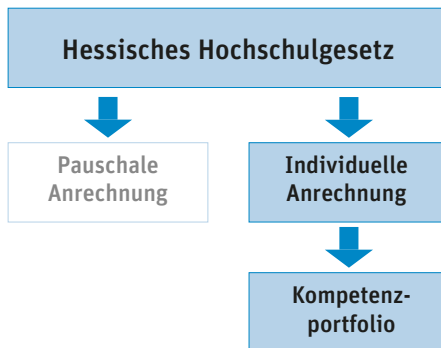 Hessisches Hochschulgesetz
Pauschale
Anrechnung
Individuelle
Anrechnung
Kompetenz-
portfolio